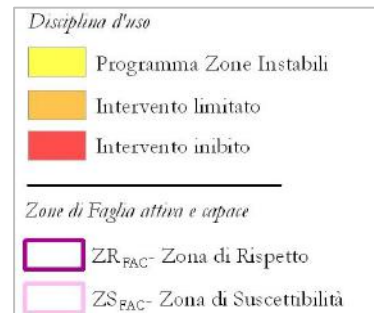 Disciplina d'uso
Programma Zone Instabili
Intervento limitato
Intervento inibito
Zone di Faglia attiva e capace
ZRFAC- Zona di Rispetto
ZSFAC- Zona di Suscettibilità